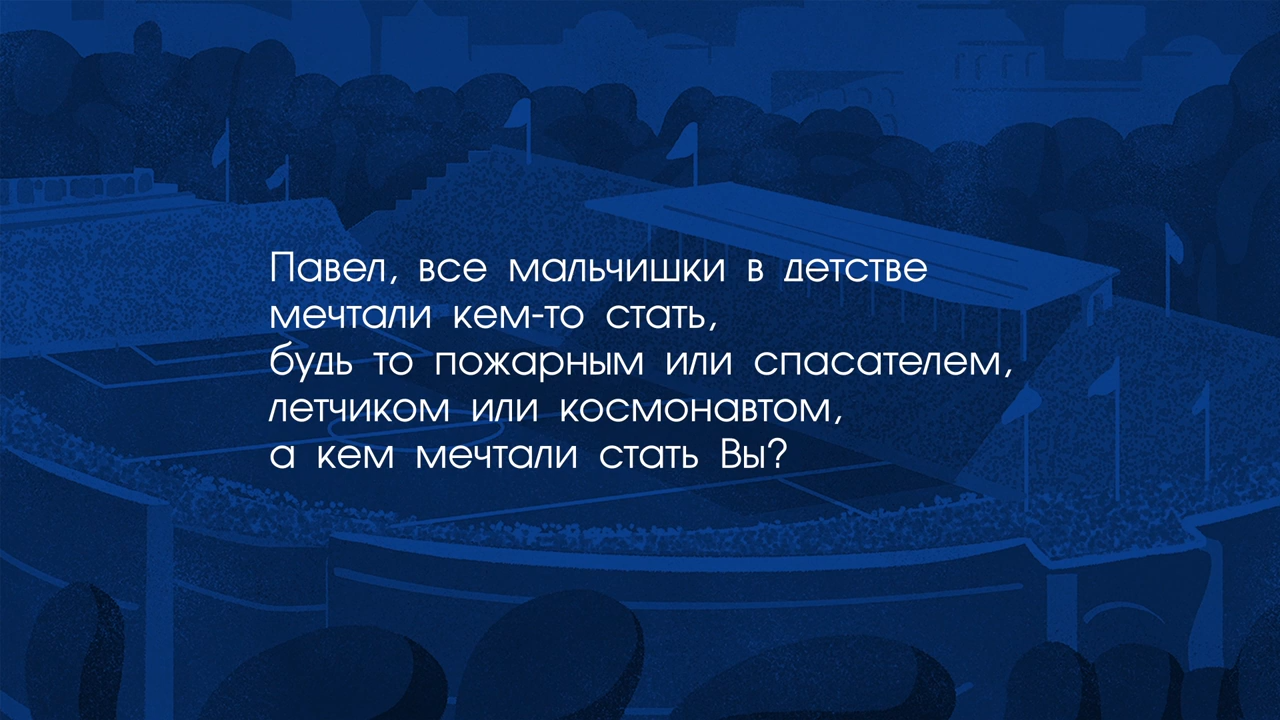 Павел, все мальчишки в детстве
мечтали кем-то стать,
будь то пожарным или спасателем,
летчиком или космонавтом,
а кем мечтали стать Вы?